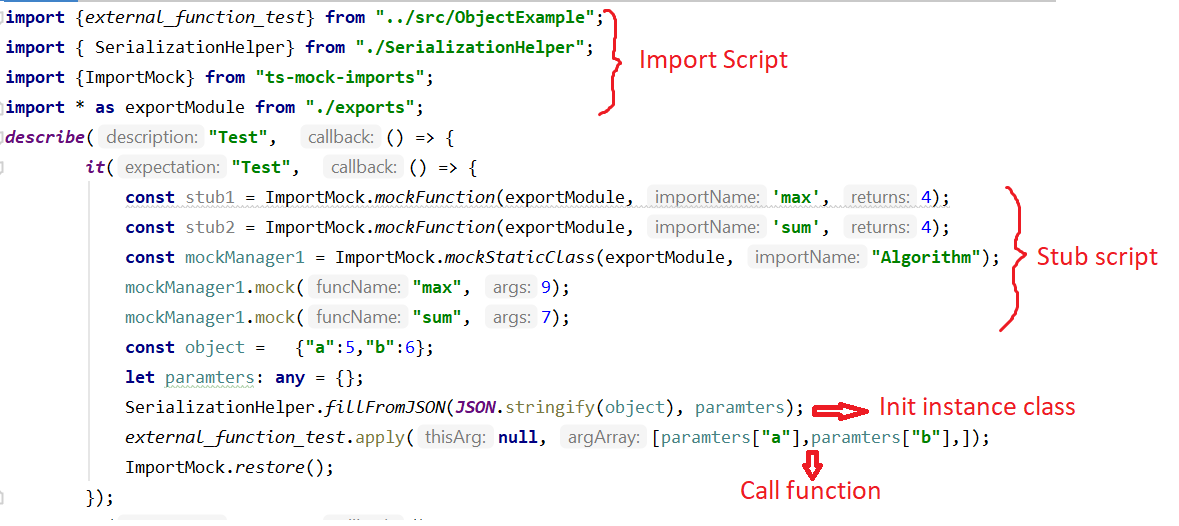 import {external_function_test} from "../src/ObjectExample";
import { SerializationHelper} from "./SerializationHelper";
Import Script
import {ImportMock} from "ts-mock-imports";
import * as exportModule from "./exports";
describe( description: "Test", callback: () => {
it( expectation: "Test", callback: () => {
const stub1 = ImportMock.mockFunction(exportModule, importName: 'max', returns: 4);
const stub2 = ImportMock.mockFunction(exportModule, importName: 'sum', returns: 4);
const mockManager1 = ImportMock.mockStaticClass(exportModule, importName: "Algorithm");
Stub script
mockManager1.mock( funcName: "max", args: 9);
mockManager1.mock( funcName: "sum", args: 7);
const object = {"a":5,"b":6};
let paramters: any = {};
SerializationHelper.fillFromJSON(JSON.stringify(object), paramters);
Init instance class
external_function_test.apply( thisArg: null, argArray: [paramters["a"],paramters["b"],]);
ImportMock.restore();
Call function
});